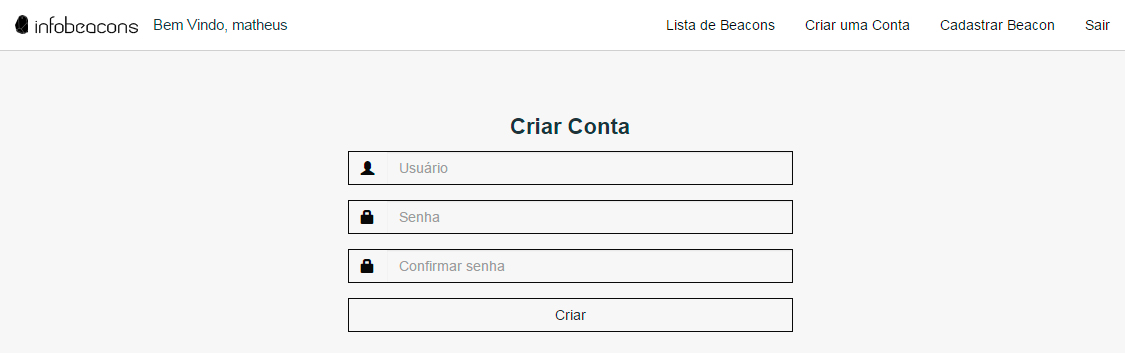 infobeacons Bem Vindo, matheus Lista de Beacons Criar uma Conta Cadastrar Beacon Sair
Criar Conta
Usuário
Senha
Confirmar senha
Criar